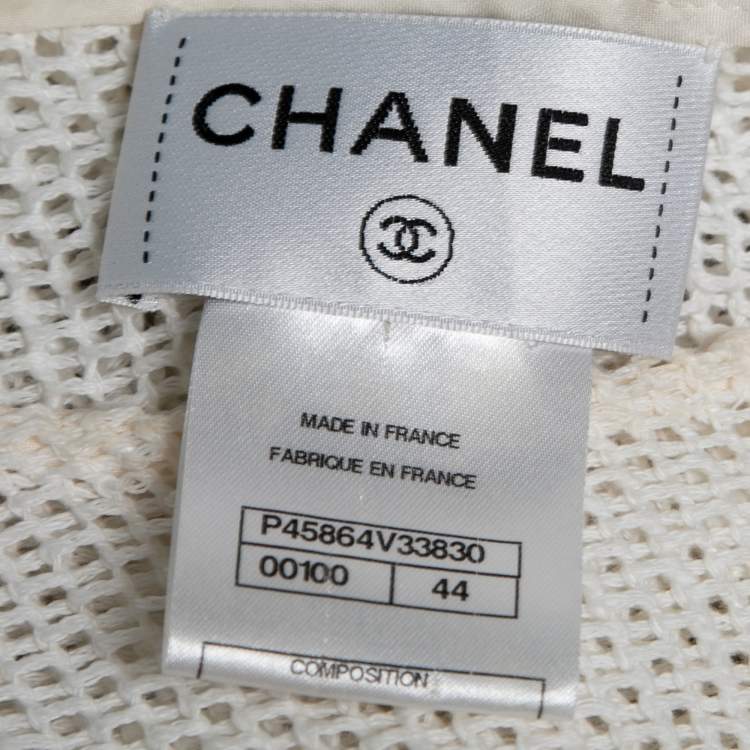 CHANEL
MADE IN FRANCE
FABRIQUE EN FRANCE
P45864V33830
00100 44
COMPOSITION